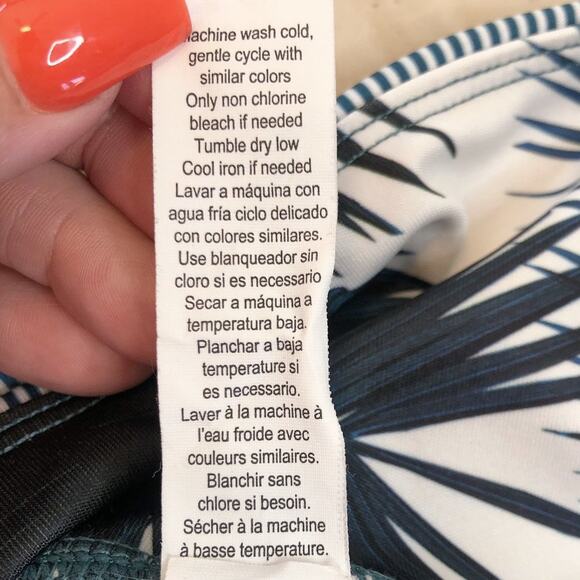 Machine wash cold,
gentle cycle with
similar colors
Only non chlorine
bleach if needed
Tumble dry low
Cool iron if needed
Lavar a máquina con
agua fría ciclo delicado
con colores similares.
Use blanqueador sin
cloro si es necessario
Secar a máquina a
temperatura baja.
Planchar a baja
temperature si
es necesario.
Laver à la machine à
l'eau froide avec
couleurs similaires.
Blanchir sans
chlore si besoin.
Sécher à la machine
à basse temperature.